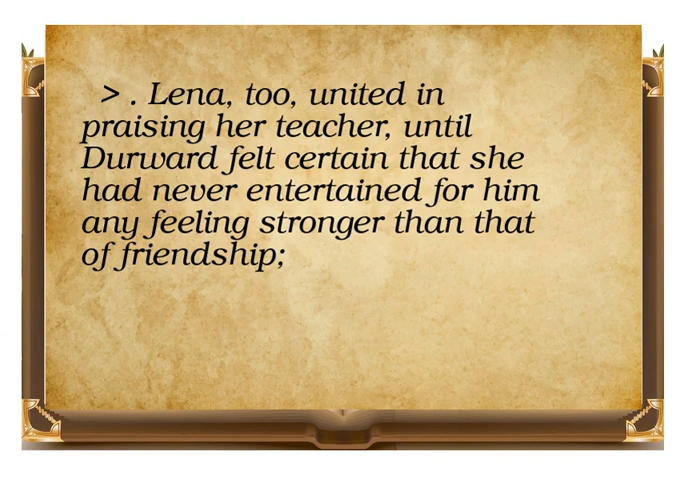 > . Lena, too, united in
praising her teacher, until
Durward felt certain that she
had never entertained for him
any feeling stronger than that
of friendship;